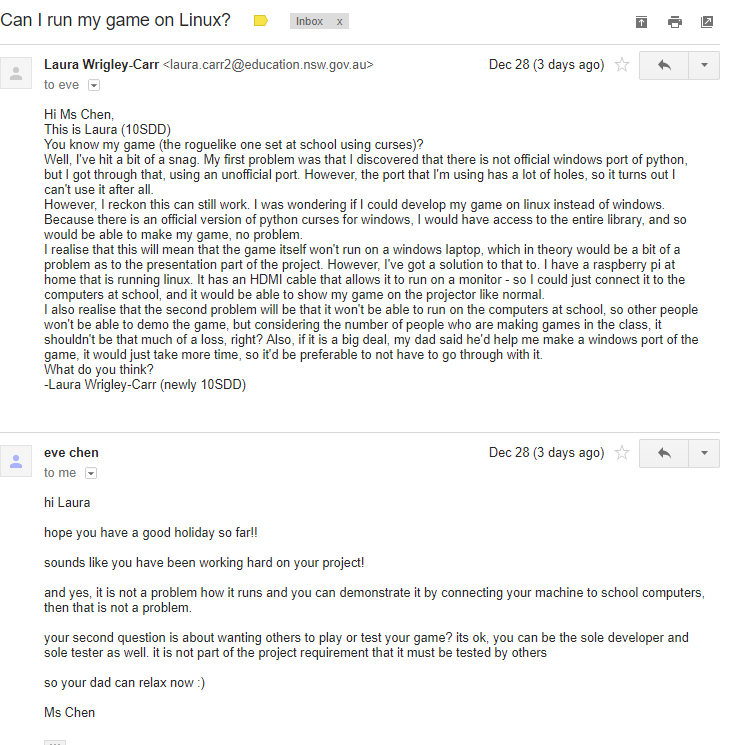 Can I run my game on Linux?
Inbox x
Laura Wrigley-Carr <laura.carr2@education.nsw.gov.au>
Dec 28 (3 days ago)
to eve
Hi Ms Chen,
This is Laura (10SDD)
You know my game (the roguelike one set at school using curses)?
Well, I've hit a bit of a snag. My first problem was that I discovered that there is not official windows port of python,
but I got through that, using an unofficial port. However, the port that I'm using has a lot of holes, so it turns out I
can't use it after all.
However, I reckon this can still work. I was wondering if I could develop my game on linux instead of windows.
Because there is an official version of python curses for windows, I would have access to the entire library, and so
would be able to make my game, no problem.
I realise that this will mean that the game itself won't run on a windows laptop, which in theory would be a bit of a
problem as to the presentation part of the project. However, I've got a solution to that to. I have a raspberry pi at
home that is running linux. It has an HDMI cable that allows it to run on a monitor - so I could just connect it to the
computers at school, and it would be able to show my game on the projector like normal.
I also realise that the second problem will be that it won't be able to run on the computers at school, so other people
won't be able to demo the game, but considering the number of people who are making games in the class, it
shouldn't be that much of a loss, right? Also, if it is a big deal, my dad said he'd help me make a windows port of the
game, it would just take more time, so it'd be preferable to not have to go through with it.
What do you think?
-Laura Wrigley-Carr (newly 10SDD)
eve chen
Dec 28 (3 days ago)
to me
hi Laura
hope you have a good holiday so far!!
sounds like you have been working hard on your project!
and yes, it is not a problem how it runs and you can demonstrate it by connecting your machine to school computers,
then that is not a problem.
your second question is about wanting others to play or test your game? its ok, you can be the sole developer and
sole tester as well. it is not part of the project requirement that it must be tested by others
so your dad can relax now :)
Ms Chen